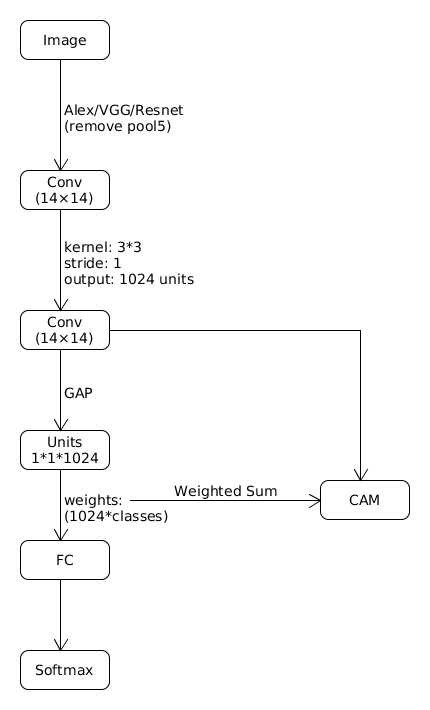 Image
Alex/VGG/Resnet
(remove pool5)
Conv
(14×14)
kernel: 3*3
stride: 1
output: 1024 units
Conv
(14×14)
GAP
Units
1*1*1024
weights:
(1024*classes)
Weighted Sum
CAM
FC
Softmax